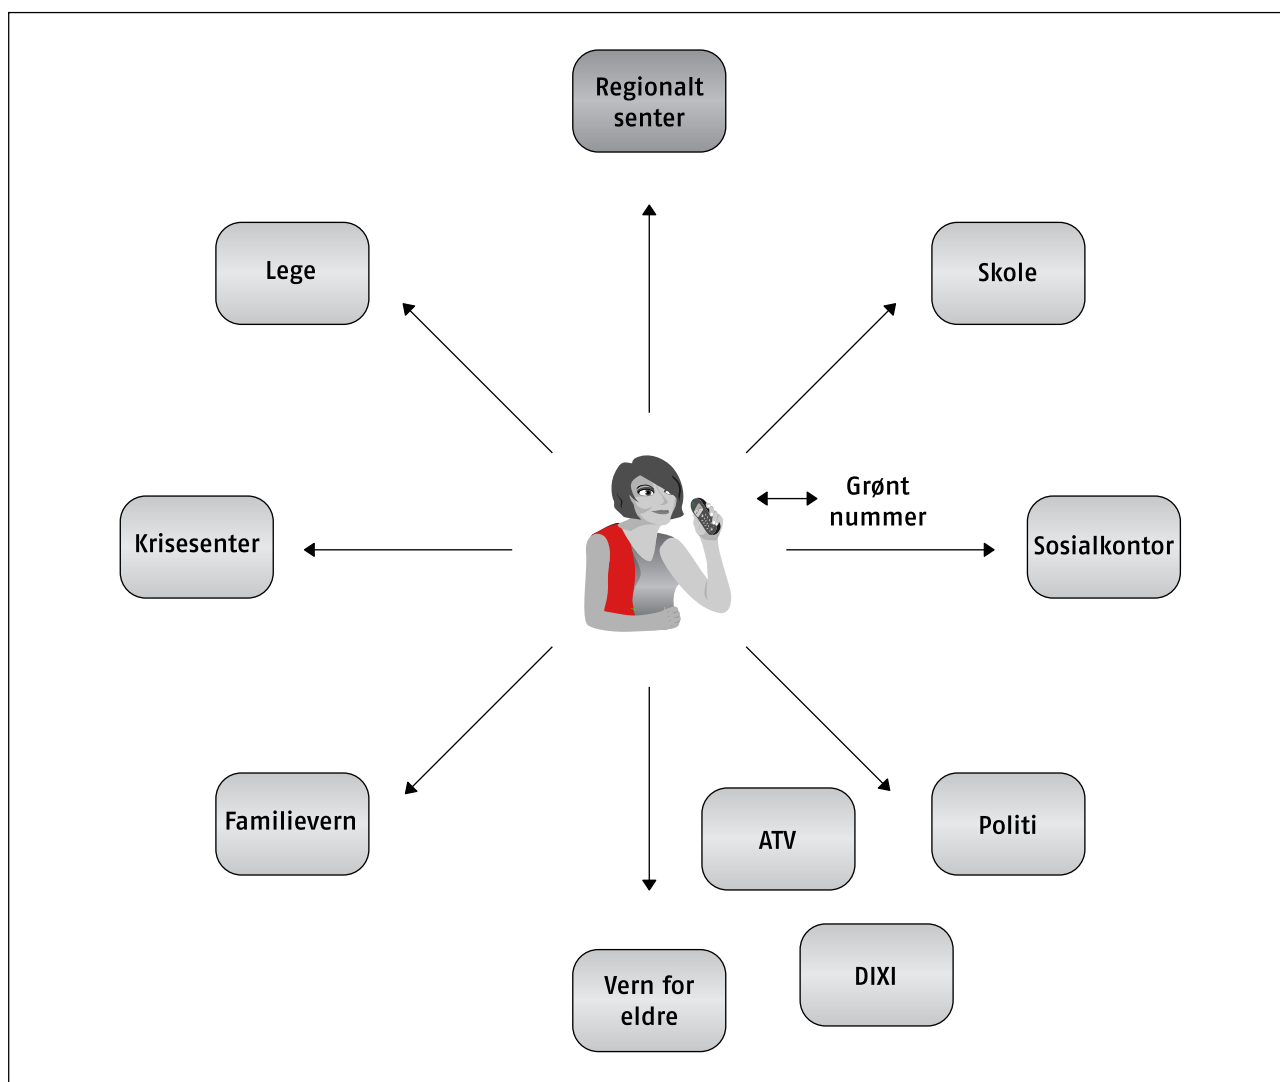 Regionalt
senter
Lege
Skole
Grønt
nummer
Krisesenter
Sosialkontor
Familievern
ATV
Politi
Vern for
eldre
DIXI